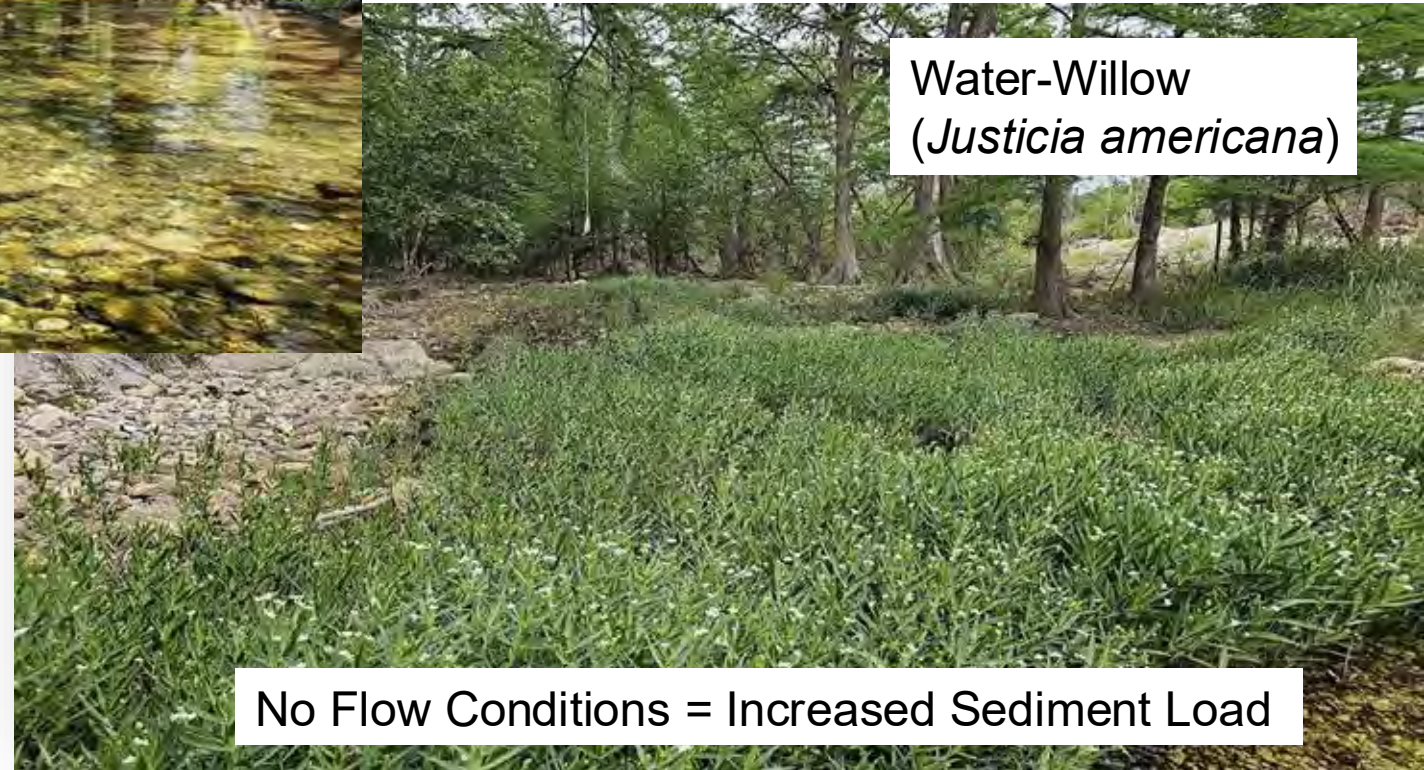 Water-Willow
(Justicia americana)
No Flow Conditions = Increased Sediment Load